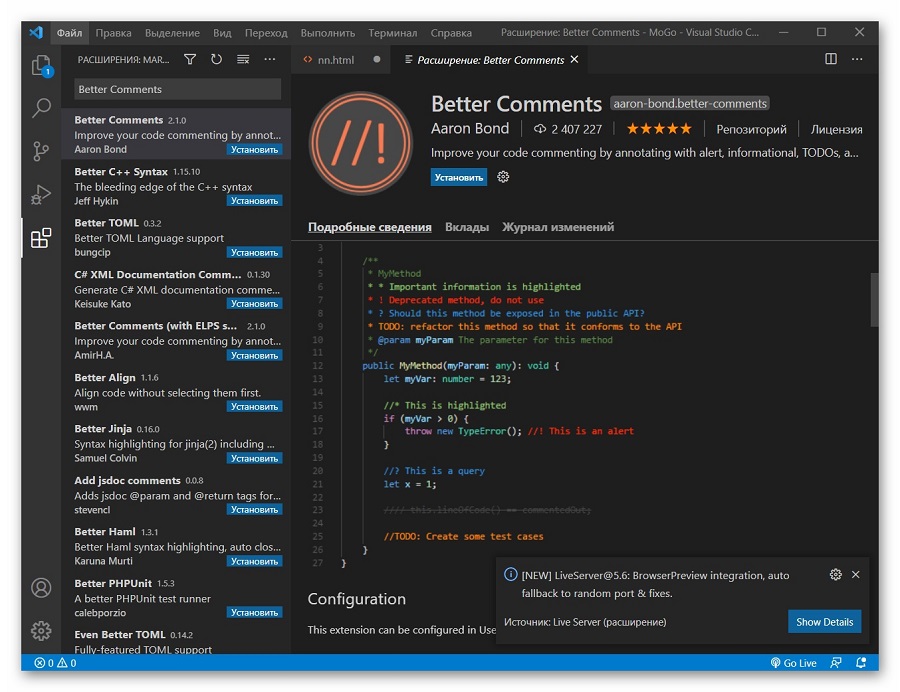 Файл Правка Выделение Вид Переход Выполнить Терминал Справка Расширение: Better Comments - MoGo - Visual Studio C...
РАСШИРЕНИЯ: MAR...
Better Comments
Better Comments 2.1.0
Improve your code commenting by annot...
Aaron Bond Установить
Better C++ Syntax 1.15.10
The bleeding edge of the C++ syntax
Jeff Hykin Установить
Better TOML 0.3.2
Better TOML Language support
bungcip Установить
C# XML Documentation Comm... 0.1.30
Generate C# XML documentation comme...
Keisuke Kato Установить
Better Comments (with ELPS s... 2.1.0
Improve your code commenting by annot...
AmirH.A. Установить
Better Align 1.1.6
Align code without selecting them first.
wwm Установить
Better Jinja 0.16.0
Syntax highlighting for jinja(2) including ...
Samuel Colvin Установить
Add jsdoc comments 0.0.8
Adds jsdoc @param and @return tags for...
stevencl Установить
Better Haml 1.3.1
Better Haml syntax highlighting, auto clos...
Karuna Murti Установить
Better PHPUnit 1.5.3
A better PHPUnit test runner
calebporzio Установить
Even Better TOML 0.14.2
Fully-featured TOML support
1
<> nn.html
Расширение: Better Comments
//!
Better Comments aaron-bond.better-comments
Aaron Bond 2 407 227 ★★★★★ Репозиторий Лицензия
Improve your code commenting by annotating with alert, informational, TODOs, a...
Установить
Подробные сведения Вклады Журнал изменений
3
4 /**
5 * MyMethod
6 * * Important information is highlighted
7 * ! Deprecated method, do not use
8 * ? Should this method be exposed in the public API?
9 * TODO: refactor this method so that it conforms to the API
10 * @param myParam The parameter for this method
11 */
12 public MyMethod(myParam: any): void {
13 let myVar: number = 123;
14
15 //* This is highlighted
16 if (myVar > 0) {
17 throw new TypeError(); //! This is an alert
18 }
19
20 //? This is a query
21 let x = 1;
22
23 //// this.lineOfCode() == commentedOut;
24
25 //TODO: Create some test cases
26 }
27 }
Configuration
This extension can be configured in Use
[NEW] LiveServer@5.6: BrowserPreview integration, auto
fallback to random port & fixes.
Источник: Live Server (расширение)
Show Details
0 0
Go Live